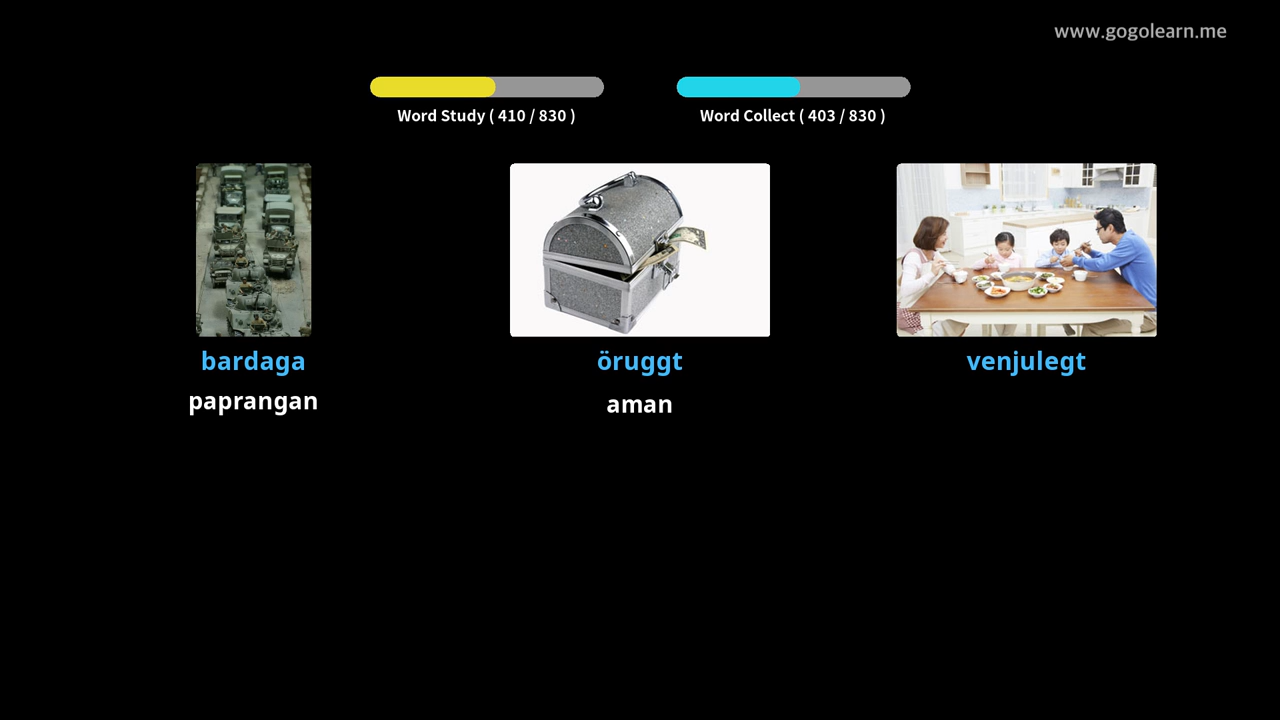 www.gogolearn.me
Word Study ( 410 / 830 )
Word Collect ( 403 / 830 )
bardaga
öruggt
venjulegt
paprangan
aman